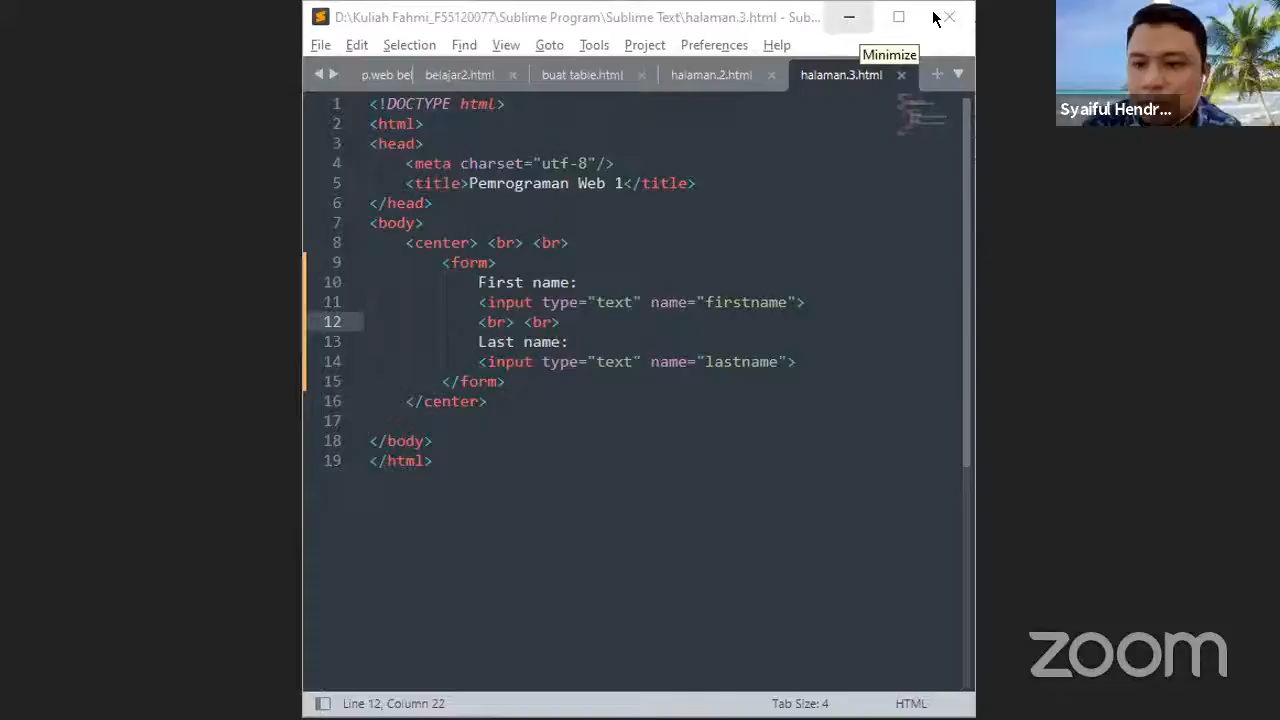 D:\Kuliah Fahmi_F55120077\Sublime Program\Sublime Text\halaman.3.html - Sub...
File Edit Selection Find View Goto Tools Project Preferences Help
Minimize
p.web bel belajar2.html buat table.html halaman.2.html halaman.3.html
1 <!DOCTYPE html>
2 <html>
3 <head>
4 <meta charset="utf-8"/>
5 <title>Pemrograman Web 1</title>
6 </head>
7 <body>
8 <center> <br> <br>
9 <form>
10 First name:
11 <input type="text" name="firstname">
12 <br> <br>
13 Last name:
14 <input type="text" name="lastname">
15 </form>
16 </center>
17
18 </body>
19 </html>
Line 12, Column 22 Tab Size: 4 HTML
Syaiful Hendr...
zoom